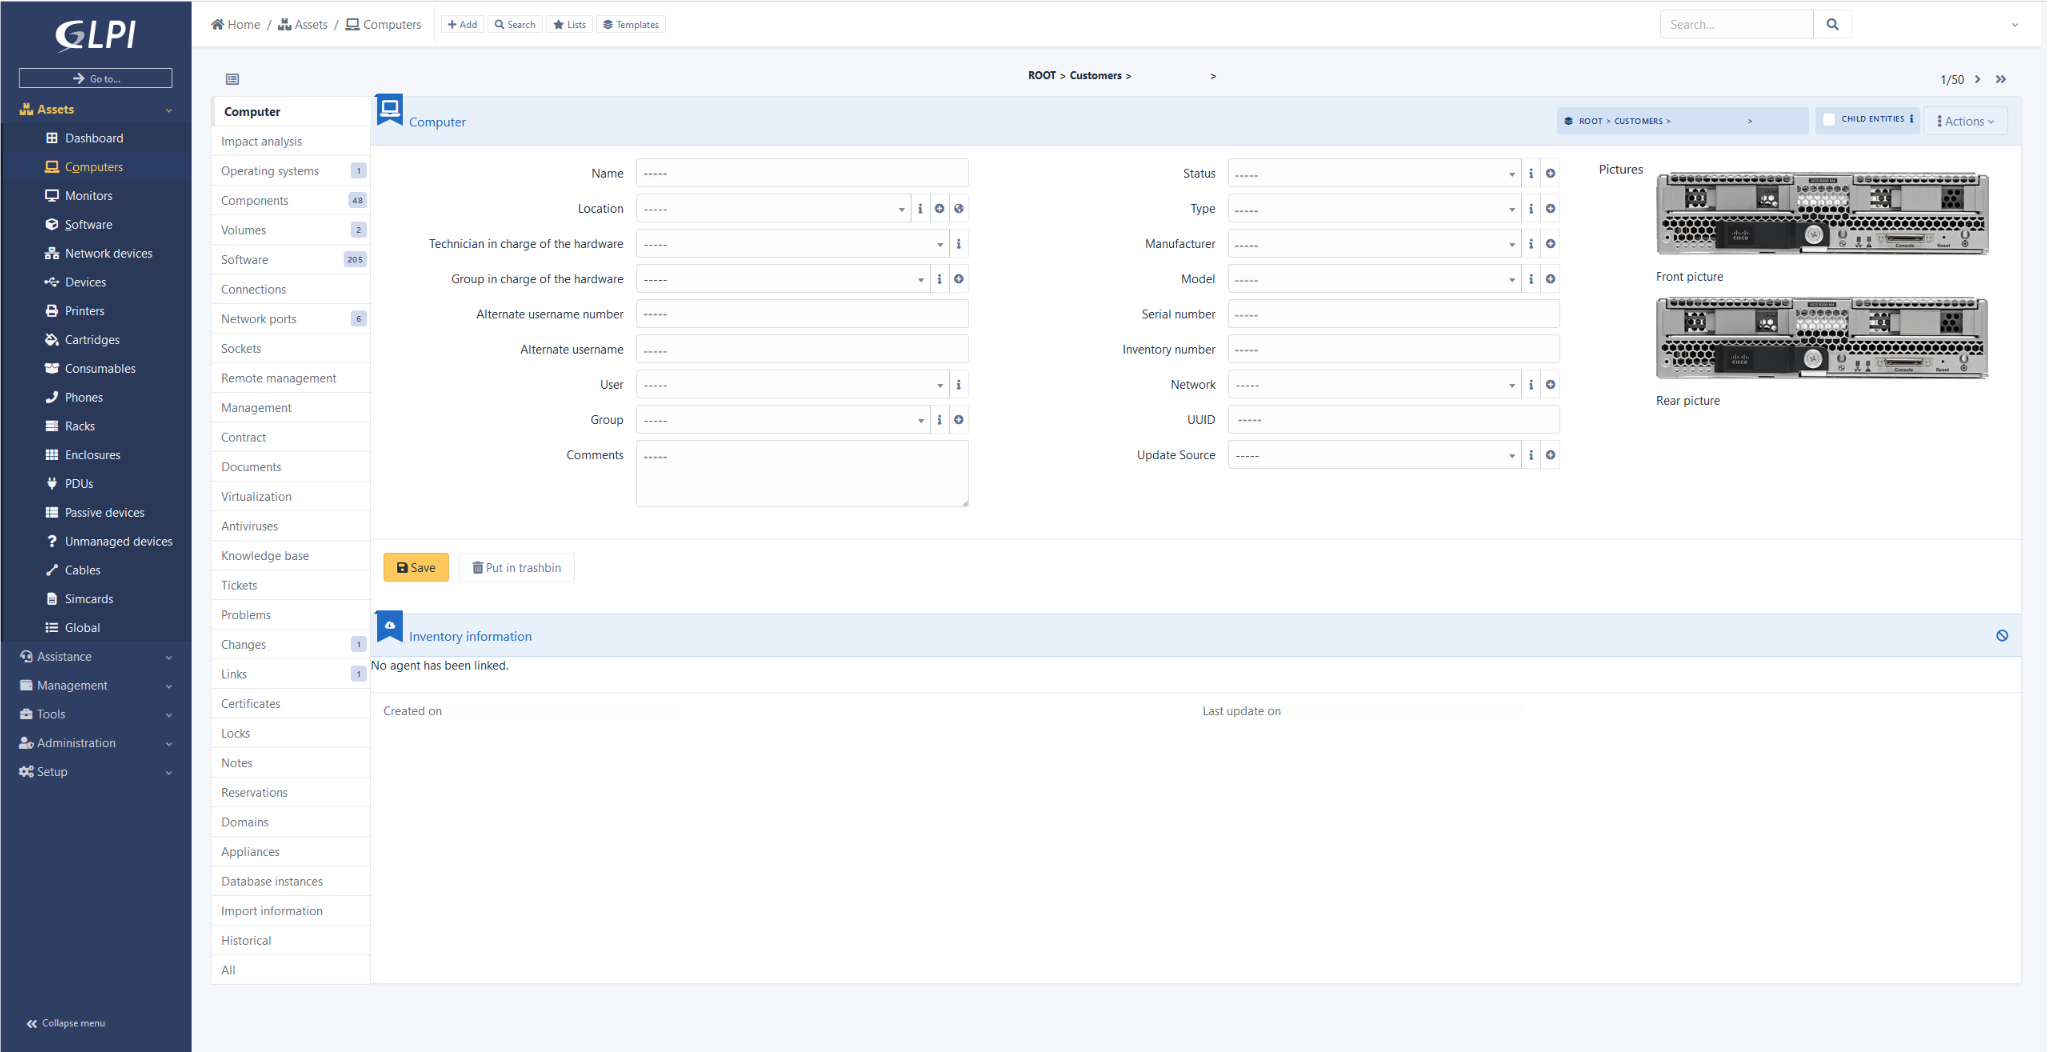 GLPI
Home / Assets / Computers
Add
Search
Lists
Templates
Search...
Go to...
Assets
Dashboard
Computers
Monitors
Software
Network devices
Devices
Printers
Cartridges
Consumables
Phones
Racks
Enclosures
PDUs
Passive devices
Unmanaged devices
Cables
Simcards
Global
Assistance
Management
Tools
Administration
Setup
Collapse menu
ROOT > Customers > >
1/50
Computer
Impact analysis
Operating systems 1
Components 48
Volumes 2
Software 205
Connections
Network ports 6
Sockets
Remote management
Management
Contract
Documents
Virtualization
Antiviruses
Knowledge base
Tickets
Problems
Changes 1
Links 1
Certificates
Locks
Notes
Reservations
Domains
Appliances
Database instances
Import information
Historical
All
Computer
ROOT > CUSTOMERS > >
CHILD ENTITIES
Actions
Name -----
Location -----
Technician in charge of the hardware -----
Group in charge of the hardware -----
Alternate username number -----
Alternate username -----
User -----
Group -----
Comments -----
Status -----
Type -----
Manufacturer -----
Model -----
Serial number -----
Inventory number -----
Network -----
UUID -----
Update Source -----
Pictures
CISCO
Console
Reset
Front picture
CISCO
Console
Reset
Rear picture
Save
Put in trashbin
Inventory information
No agent has been linked.
Created on
Last update on